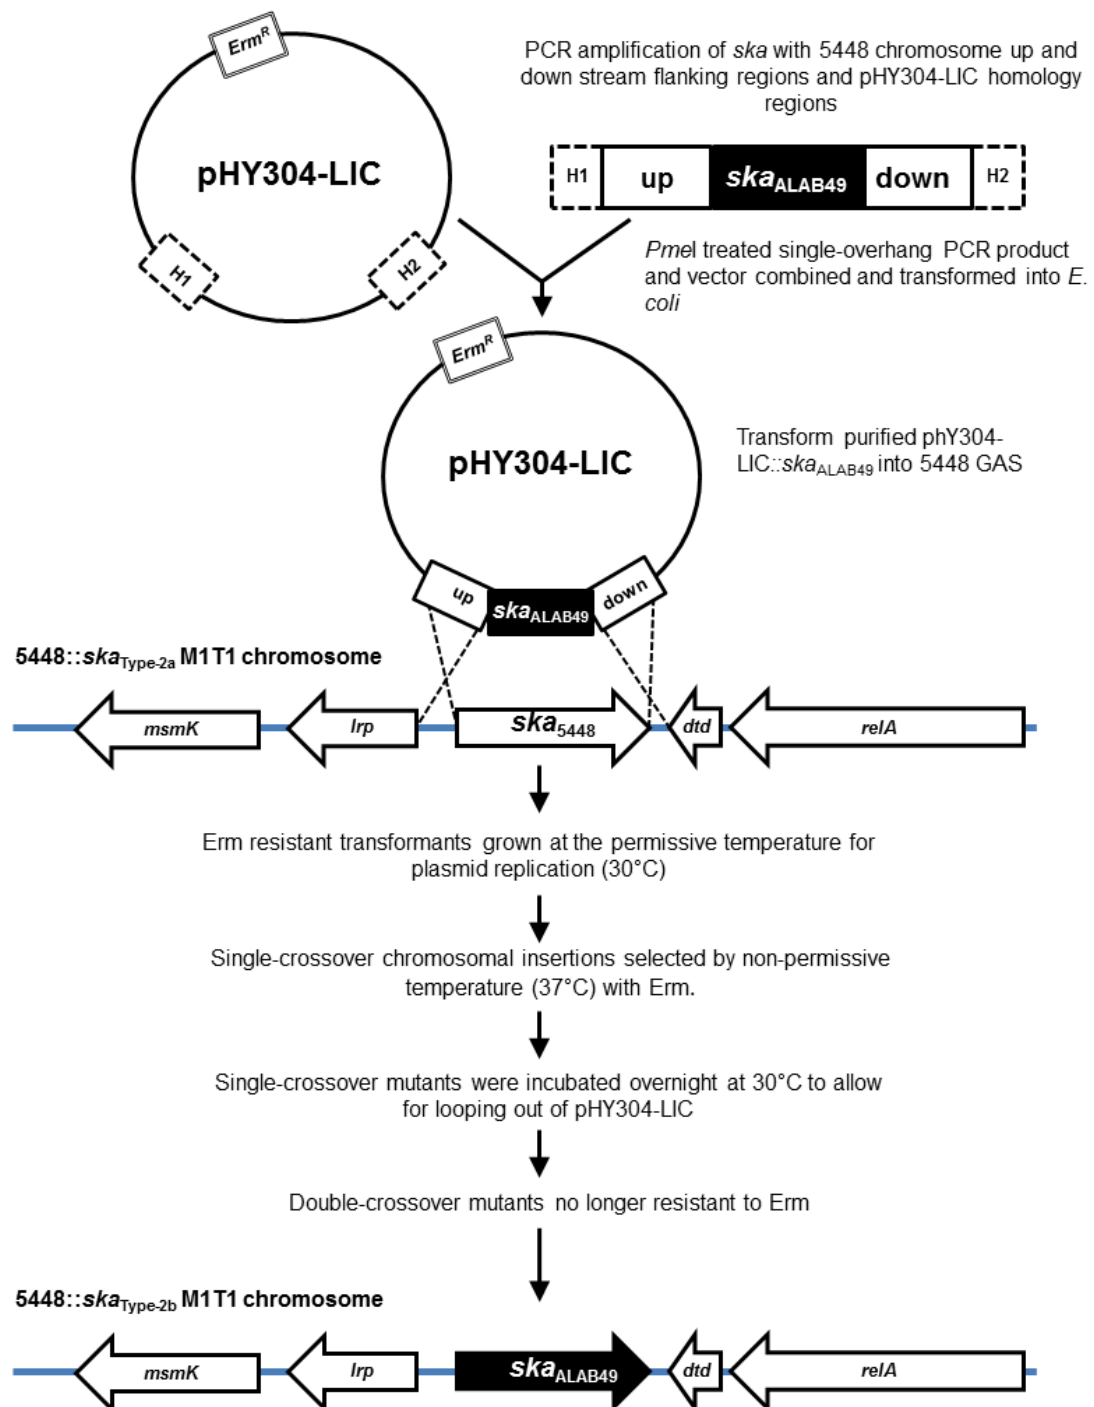 Erm^R
pHY304-LIC
H1
H2
PCR amplification of ska with 5448 chromosome up and
down stream flanking regions and pHY304-LIC homology
regions
H1 up ska_ALAB49 down H2
PmeI treated single-overhang PCR product
and vector combined and transformed into E.
coli
Erm^R
pHY304-LIC
Transform purified phY304-
LIC::ska_ALAB49 into 5448 GAS
up ska_ALAB49 down
5448::ska_Type-2a M1T1 chromosome
msmK lrp ska_5448 dtd relA
Erm resistant transformants grown at the permissive temperature for
plasmid replication (30°C)
Single-crossover chromosomal insertions selected by non-permissive
temperature (37°C) with Erm.
Single-crossover mutants were incubated overnight at 30°C to allow
for looping out of pHY304-LIC
Double-crossover mutants no longer resistant to Erm
5448::ska_Type-2b M1T1 chromosome
msmK lrp ska_ALAB49 dtd relA